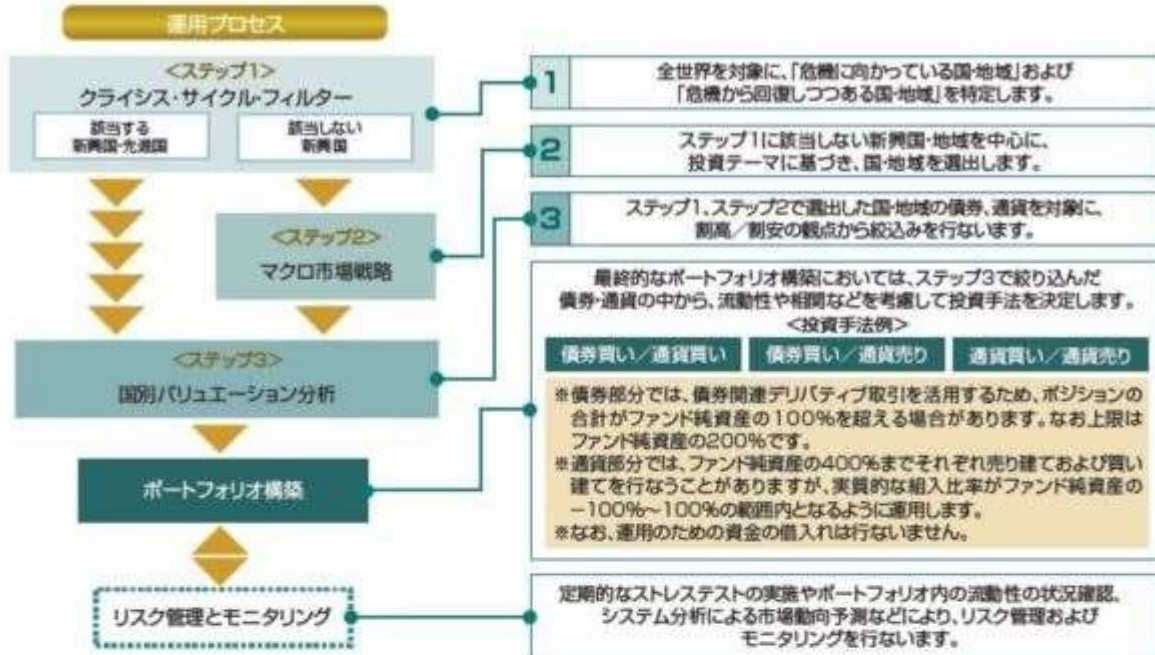 運用プロセス
<ステップ1>
クライシス・サイクル・フィルター
該当する
新興国・先進国
該当しない
新興国
<ステップ2>
マクロ市場戦略
<ステップ3>
国別バリュエーション分析
ポートフォリオ構築
リスク管理とモニタリング
1
全世界を対象に、「危機に向かっている国・地域」および
「危機から回復しつつある国・地域」を特定します。
2
ステップ1に該当しない新興国・地域を中心に、
投資テーマに基づき、国・地域を選出します。
3
ステップ1、ステップ2で選出した国・地域の債券、通貨を対象に、
割高/割安の観点から絞込みを行ないます。
最終的なポートフォリオ構築においては、ステップ3で絞り込んだ
債券・通貨の中から、流動性や相関などを考慮して投資手法を決定します。
<投資手法例>
債券買い/通貨買い
債券買い/通貨売り
通貨買い/通貨売り
※債券部分では、債券関連デリバティブ取引を活用するため、ポジションの
合計がファンド純資産の100%を超える場合があります。なお上限は
ファンド純資産の200%です。
※通貨部分では、ファンド純資産の400%までそれぞれ売り建ておよび買い
建てを行なうことがありますが、実質的な組入比率がファンド純資産の
-100%~100%の範囲内となるように運用します。
※なお、運用のための資金の借入れは行ないません。
定期的なストレステストの実施やポートフォリオ内の流動性の状況確認、
システム分析による市場動向予測などにより、リスク管理および
モニタリングを行ないます。